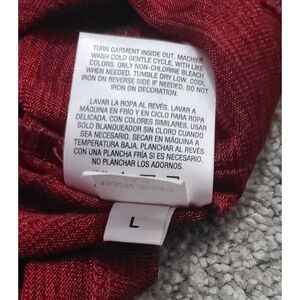 TURN GARMENT INSIDE OUT. MACHINE
WASH COLD GENTLE CYCLE. WITH LIKE
COLORS. ONLY NON-CHLORINE BLEACH
WHEN NEEDED. TUMBLE DRY LOW. COOL
IRON ON REVERSE SIDE IF NEEDED. DO NOT
IRON ON DECORATION.
LAVAR LA ROPA AL REVÉS. LAVAR A
MÁQUINA EN FRÍO Y EN CICLO PARA ROPA
DELICADA. CON COLORES SIMILARES. USAR
SOLO BLANQUEADOR SIN CLORO CUANDO
SEA NECESARIO. SECAR EN MÁQUINA A
TEMPERATURA BAJA. PLANCHAR AL REVÉS
CON UNA PLANCHA FRÍA SI ES NECESARIO.
NO PLANCHAR LOS ADORNOS.
L